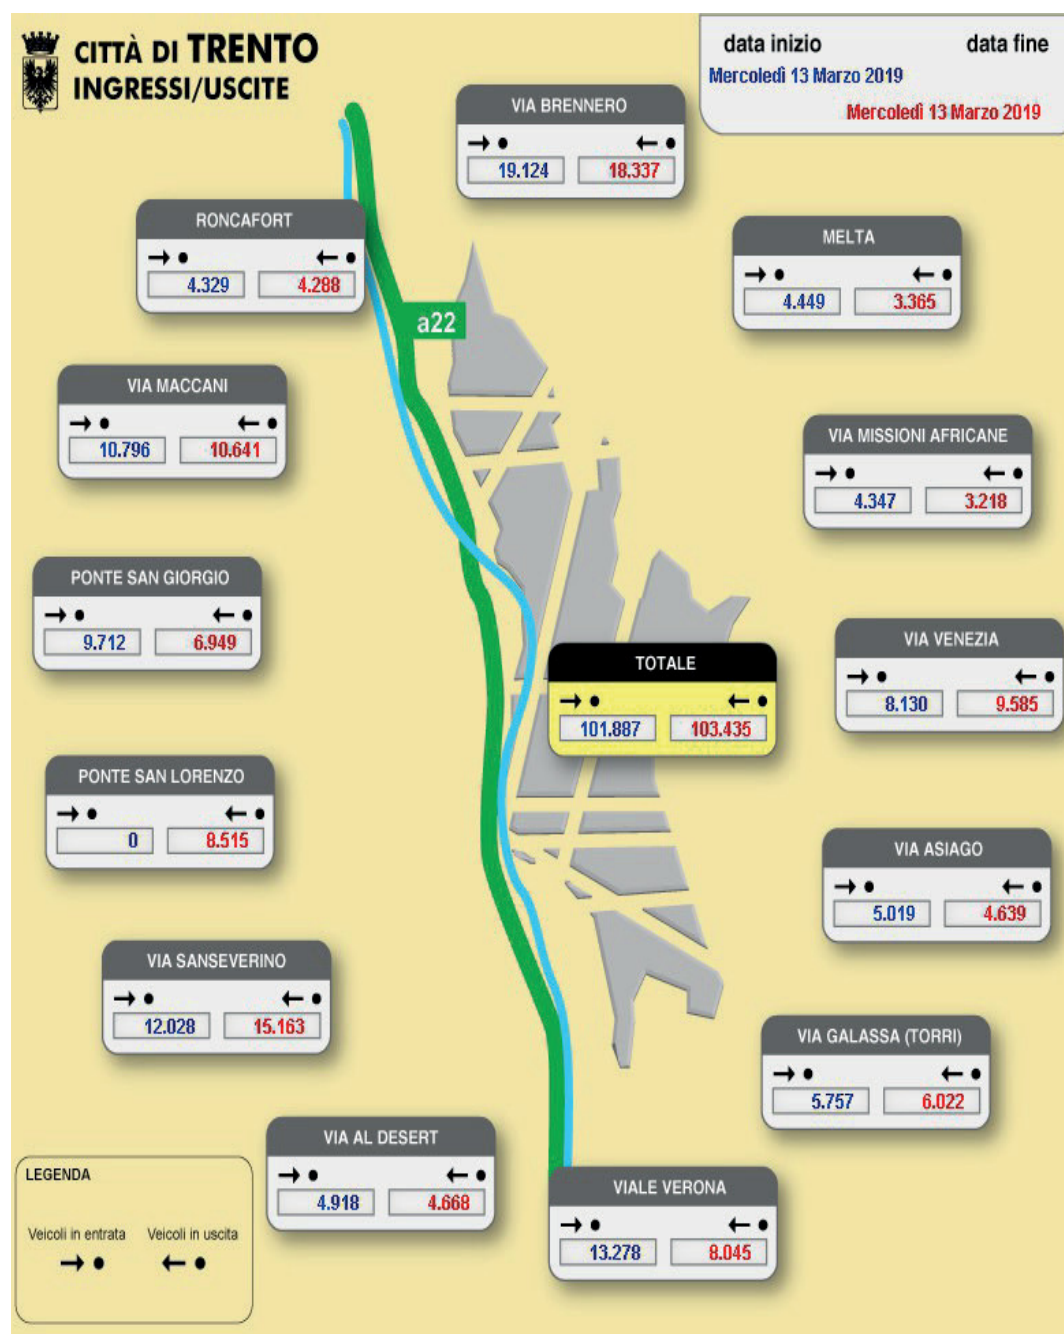 CITTÀ DI TRENTO
INGRESSI/USCITE
data inizio data fine
Mercoledì 13 Marzo 2019
Mercoledì 13 Marzo 2019
VIA BRENNERO
19.124 18.337
RONCAFORT
4.329 4.288
MELTA
4.449 3.365
a22
VIA MACCANI
10.796 10.641
VIA MISSIONI AFRICANE
4.347 3.218
PONTE SAN GIORGIO
9.712 6.949
VIA VENEZIA
8.130 9.585
TOTALE
101.887 103.435
PONTE SAN LORENZO
0 8.515
VIA ASIAGO
5.019 4.639
VIA SANSEVERINO
12.028 15.163
VIA GALASSA (TORRI)
5.757 6.022
VIA AL DESERT
4.918 4.668
VIALE VERONA
13.278 8.045
LEGENDA
Veicoli in entrata Veicoli in uscita